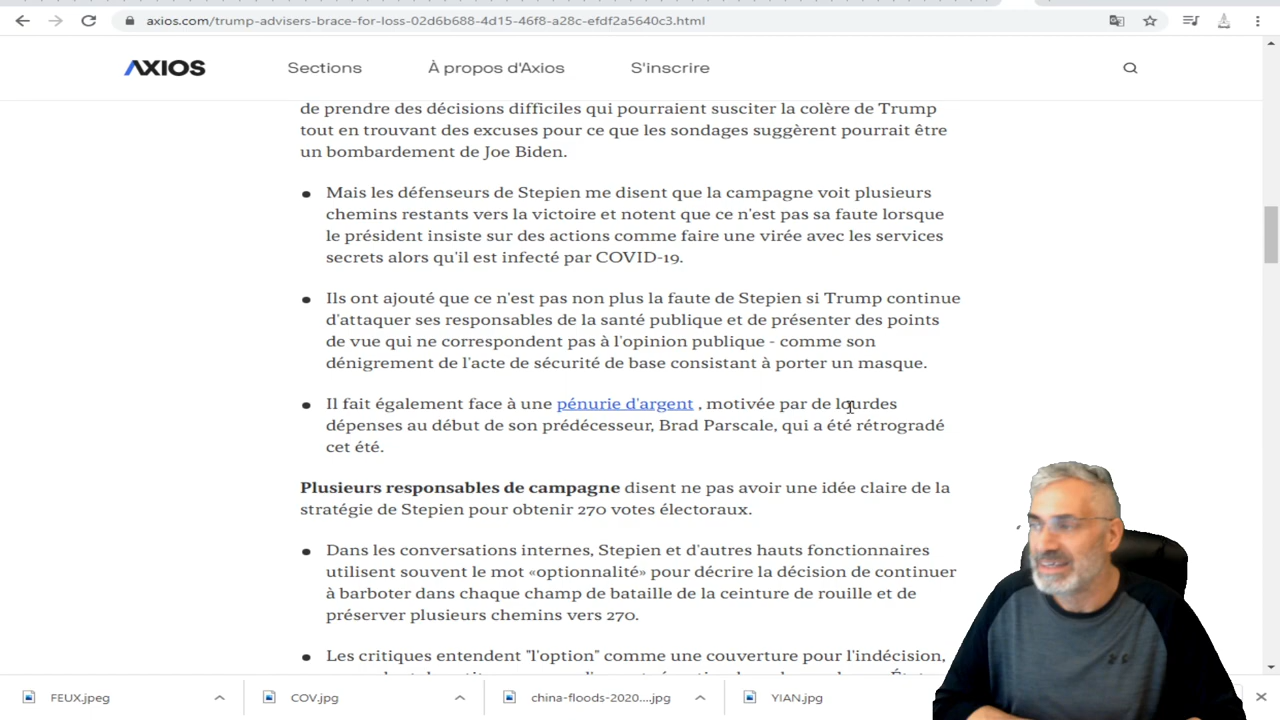 axios.com/trump-advisers-brace-for-loss-02d6b688-4d15-46f8-a28c-efdf2a5640c3.html
AXIOS
Sections
À propos d'Axios
S'inscrire
de prendre des décisions difficiles qui pourraient susciter la colère de Trump
tout en trouvant des excuses pour ce que les sondages suggèrent pourrait être
un bombardement de Joe Biden.
● Mais les défenseurs de Stepien me disent que la campagne voit plusieurs
chemins restants vers la victoire et notent que ce n'est pas sa faute lorsque
le président insiste sur des actions comme faire une virée avec les services
secrets alors qu'il est infecté par COVID-19.
● Ils ont ajouté que ce n'est pas non plus la faute de Stepien si Trump continue
d'attaquer ses responsables de la santé publique et de présenter des points
de vue qui ne correspondent pas à l'opinion publique - comme son
dénigrement de l'acte de sécurité de base consistant à porter un masque.
● Il fait également face à une pénurie d'argent , motivée par de lourdes
dépenses au début de son prédécesseur, Brad Parscale, qui a été rétrogradé
cet été.
Plusieurs responsables de campagne disent ne pas avoir une idée claire de la
stratégie de Stepien pour obtenir 270 votes électoraux.
● Dans les conversations internes, Stepien et d'autres hauts fonctionnaires
utilisent souvent le mot «optionnalité» pour décrire la décision de continuer
à barboter dans chaque champ de bataille de la ceinture de rouille et de
préserver plusieurs chemins vers 270.
● Les critiques entendent "l'option" comme une couverture pour l'indécision,
FEUX.jpeg
COV.jpg
china-floods-2020....jpg
YIAN.jpg